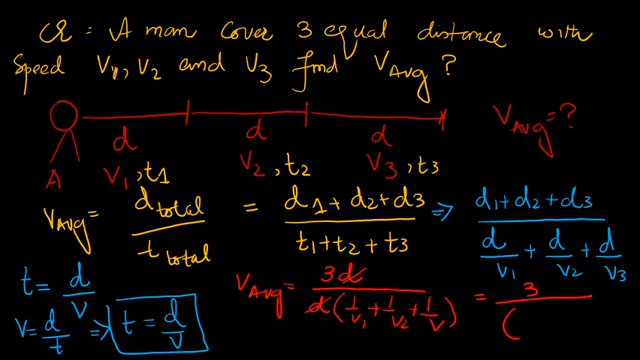 Q = A man cover 3 equal distance with
speed V1, V2 and V3 find VAvg ?
d d d VAvg = ?
A V1, t1 V2, t2 V3, t3
VAvg = dtotal / ttotal = d1 + d2 + d3 / t1 + t2 + t3 => d1 + d2 + d3 / d/V1 + d/V2 + d/V3
t = d/V
V = d/t => t = d/V
VAvg = 3d / d(1/V1 + 1/V2 + 1/V) = 3 / (